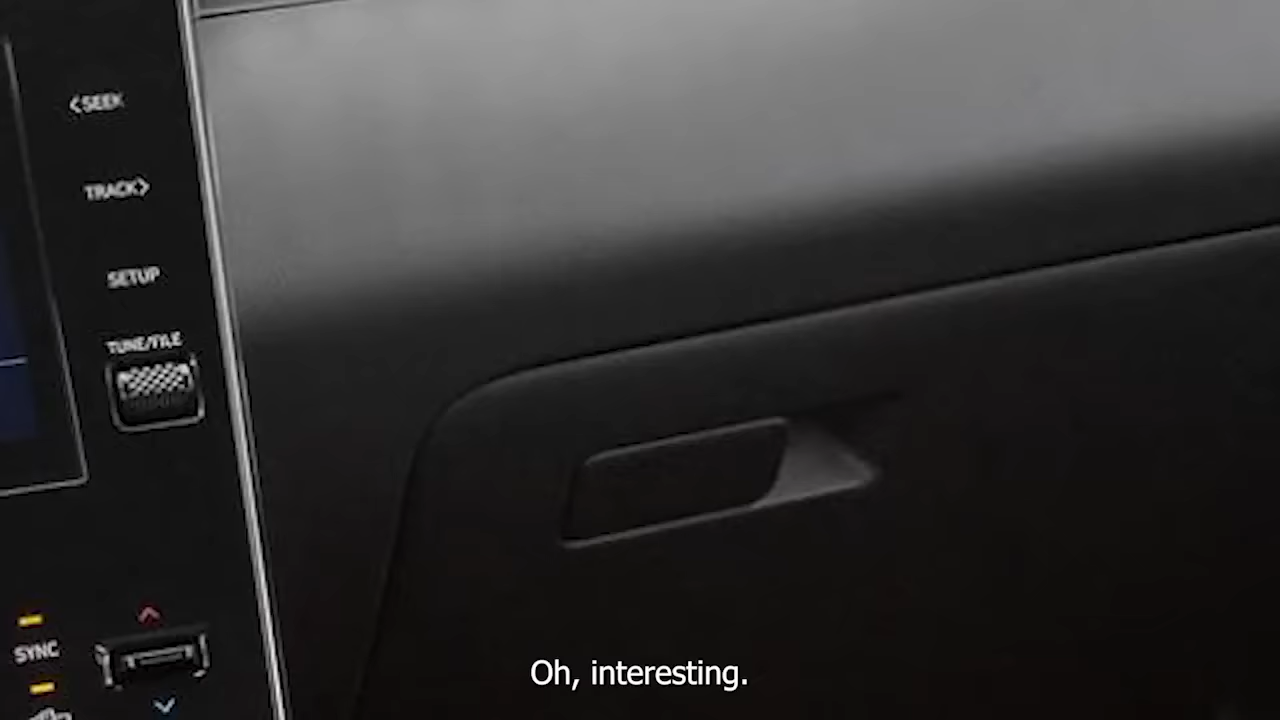 <SEEK
TRACK>
SETUP
TUNE/FILE
SYNC
Oh, interesting.